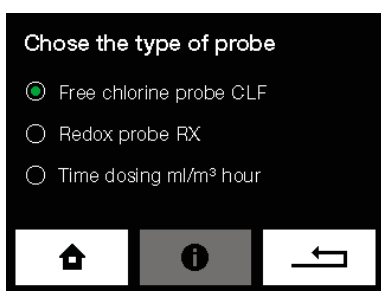 Chose the type of probe
Free chlorine probe CLF
Redox probe RX
Time dosing ml/m³ hour